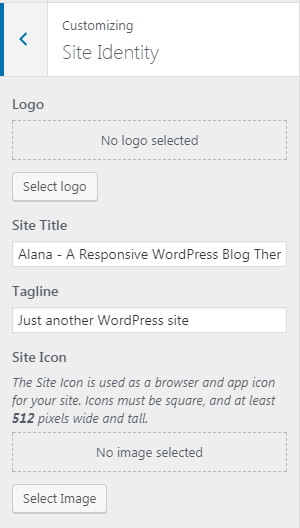 Customizing
Site Identity
Logo
No logo selected
Select logo
Site Title
Alana - A Responsive WordPress Blog Ther
Tagline
Just another WordPress site
Site Icon
The Site Icon is used as a browser and app icon
for your site. Icons must be square, and at least
512 pixels wide and tall.
No image selected
Select Image